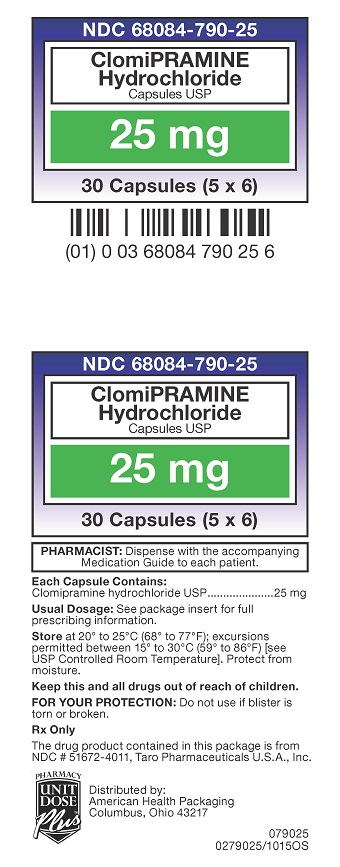 NDC 68084-790-25
ClomiPRAMINE
Hydrochloride
Capsules USP
25 mg
30 Capsules (5 x 6)
(01) 0 03 68084 790 25 6
NDC 68084-790-25
ClomiPRAMINE
Hydrochloride
Capsules USP
25 mg
30 Capsules (5 x 6)
PHARMACIST: Dispense with the accompanying
Medication Guide to each patient.
Each Capsule Contains:
Clomipramine hydrochloride USP.....................25 mg
Usual Dosage: See package insert for full
prescribing information.
Store at 20° to 25°C (68° to 77°F); excursions
permitted between 15° to 30°C (59° to 86°F) [see
USP Controlled Room Temperature]. Protect from
moisture.
Keep this and all drugs out of reach of children.
FOR YOUR PROTECTION: Do not use if blister is
torn or broken.
Rx Only
The drug product contained in this package is from
NDC # 51672-4011, Taro Pharmaceuticals U.S.A., Inc.
PHARMACY
UNIT
DOSE
Plus
Distributed by:
American Health Packaging
Columbus, Ohio 43217
079025
0279025/1015OS